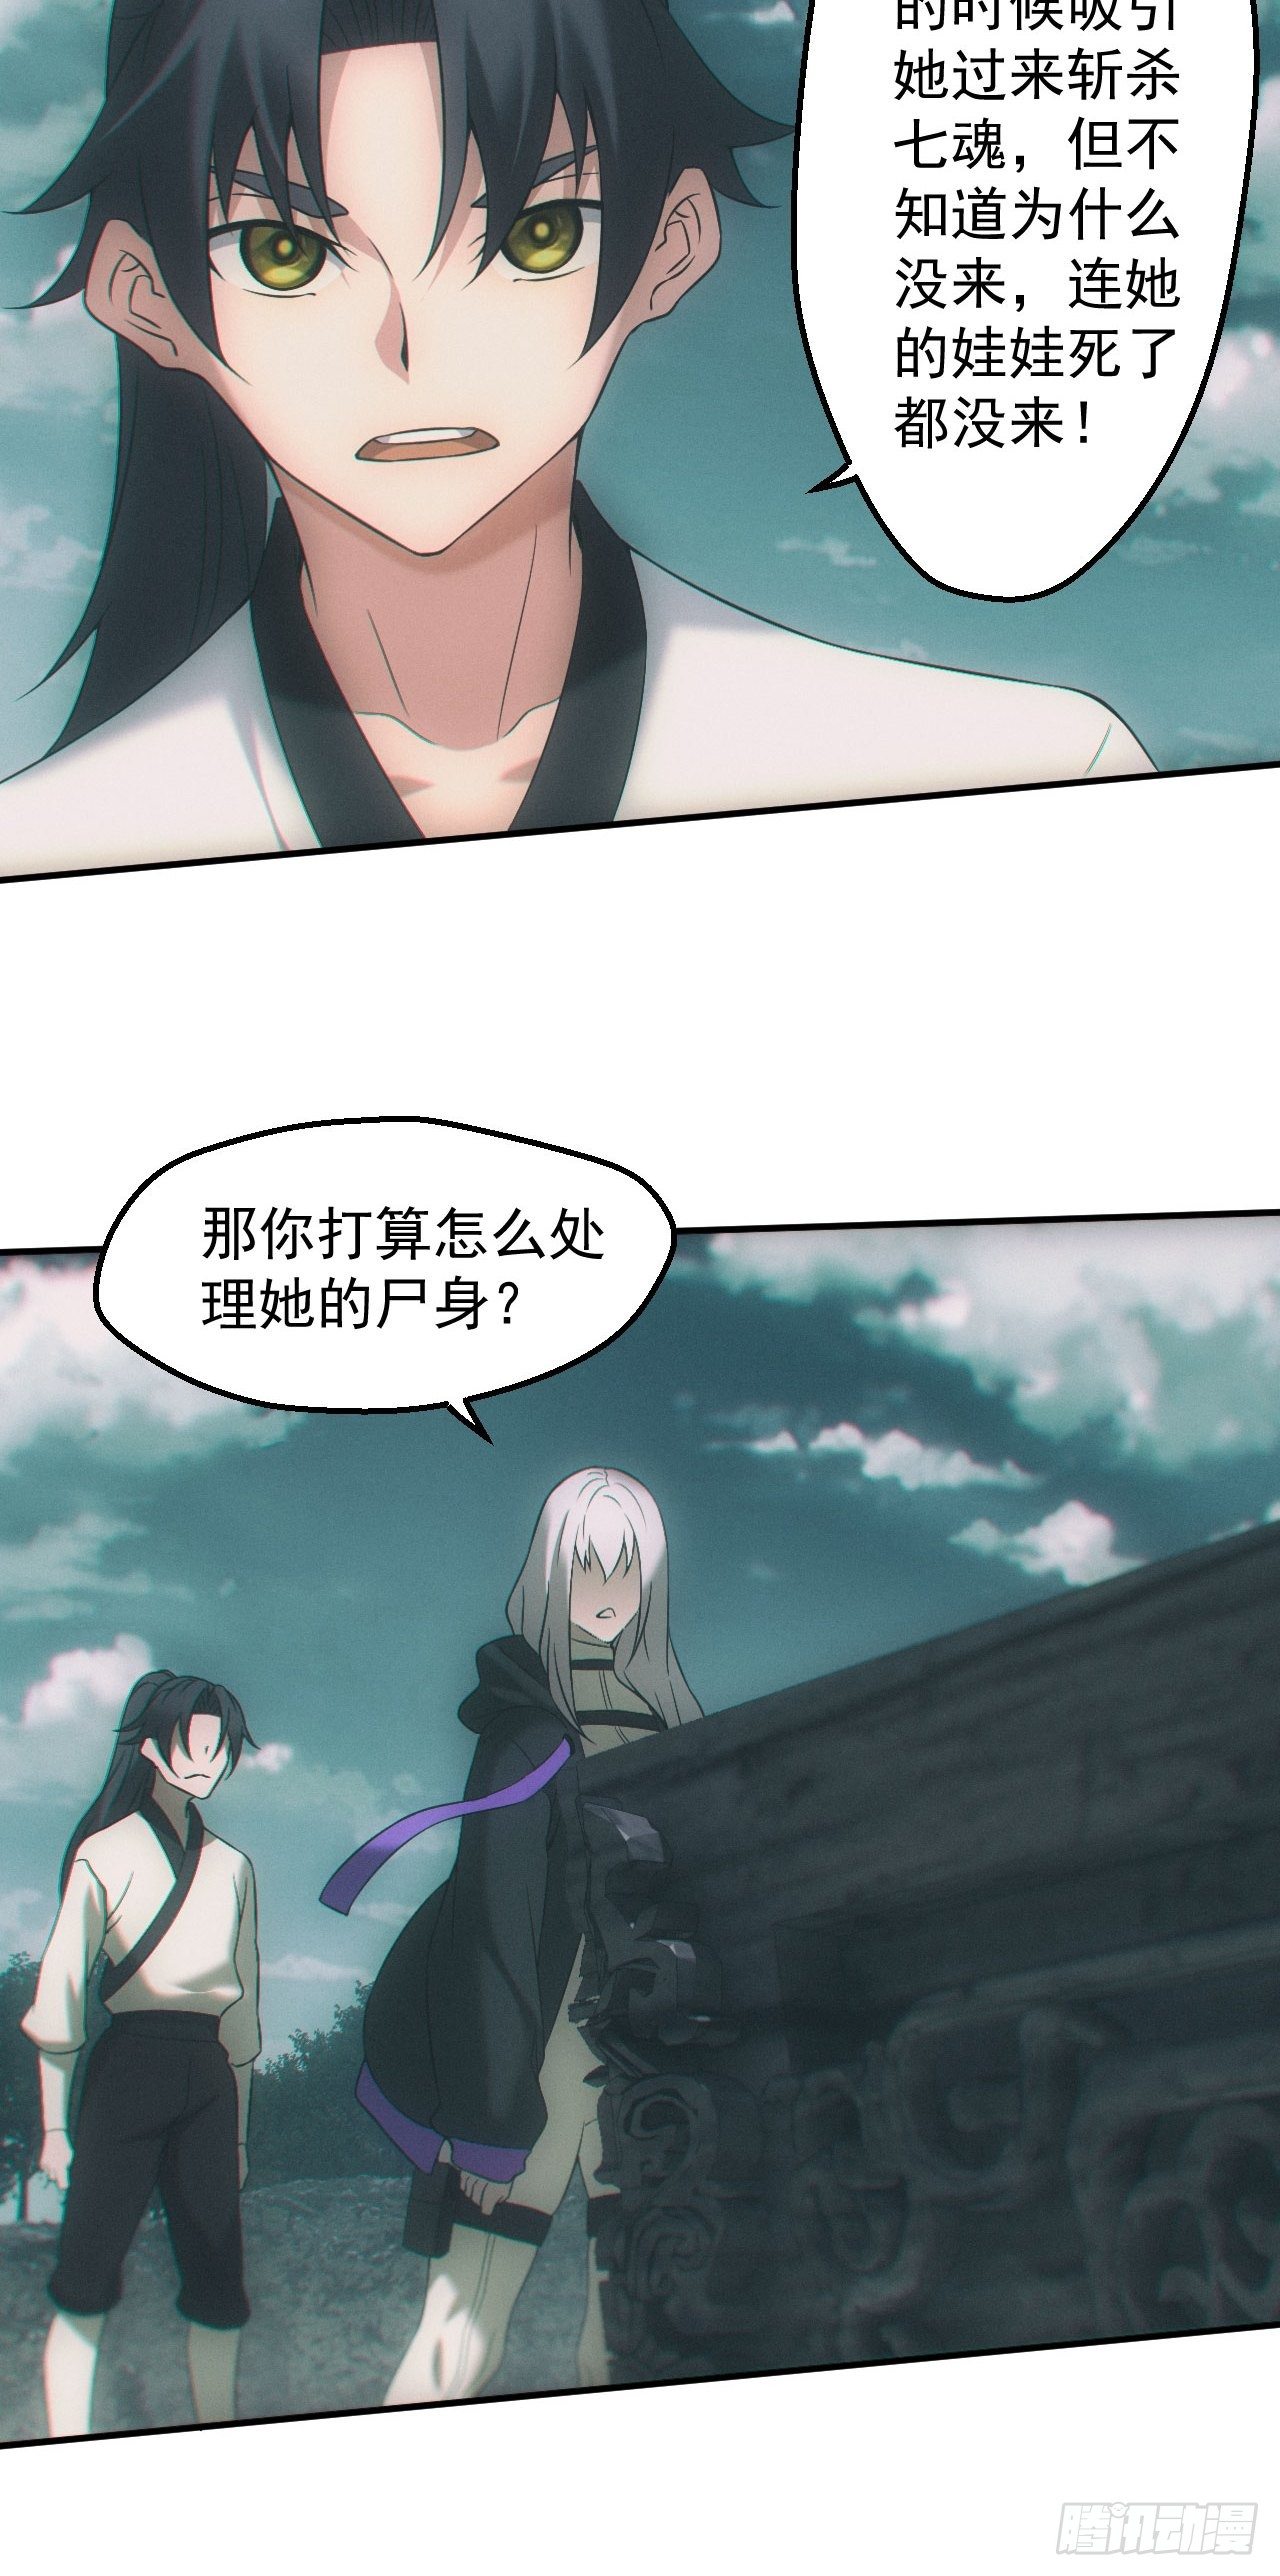 的时候吸引
她过来斩杀
七魂，但不
知道为什么
没来，连她
的娃娃死了
都没来！
那你打算怎么处
理她的尸身？
腾讯动漫